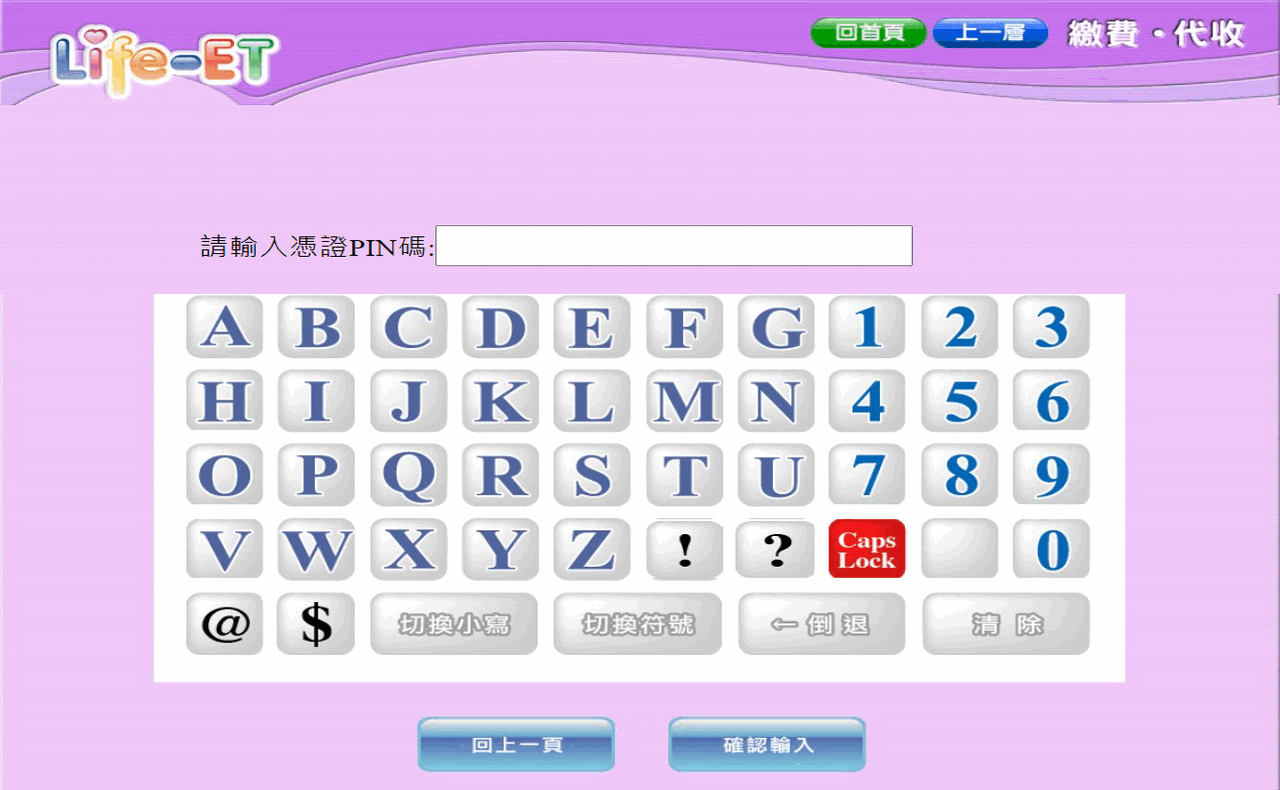 Life-ET
回首頁 上一層 繳費・代收
請輸入憑證PIN碼:
A B C D E F G 1 2 3
H I J K L M N 4 5 6
O P Q R S T U 7 8 9
V W X Y Z ! ? Caps Lock 0
@ $ 切換小寫 切換符號 ←倒退 清除
回上一頁 確認輸入